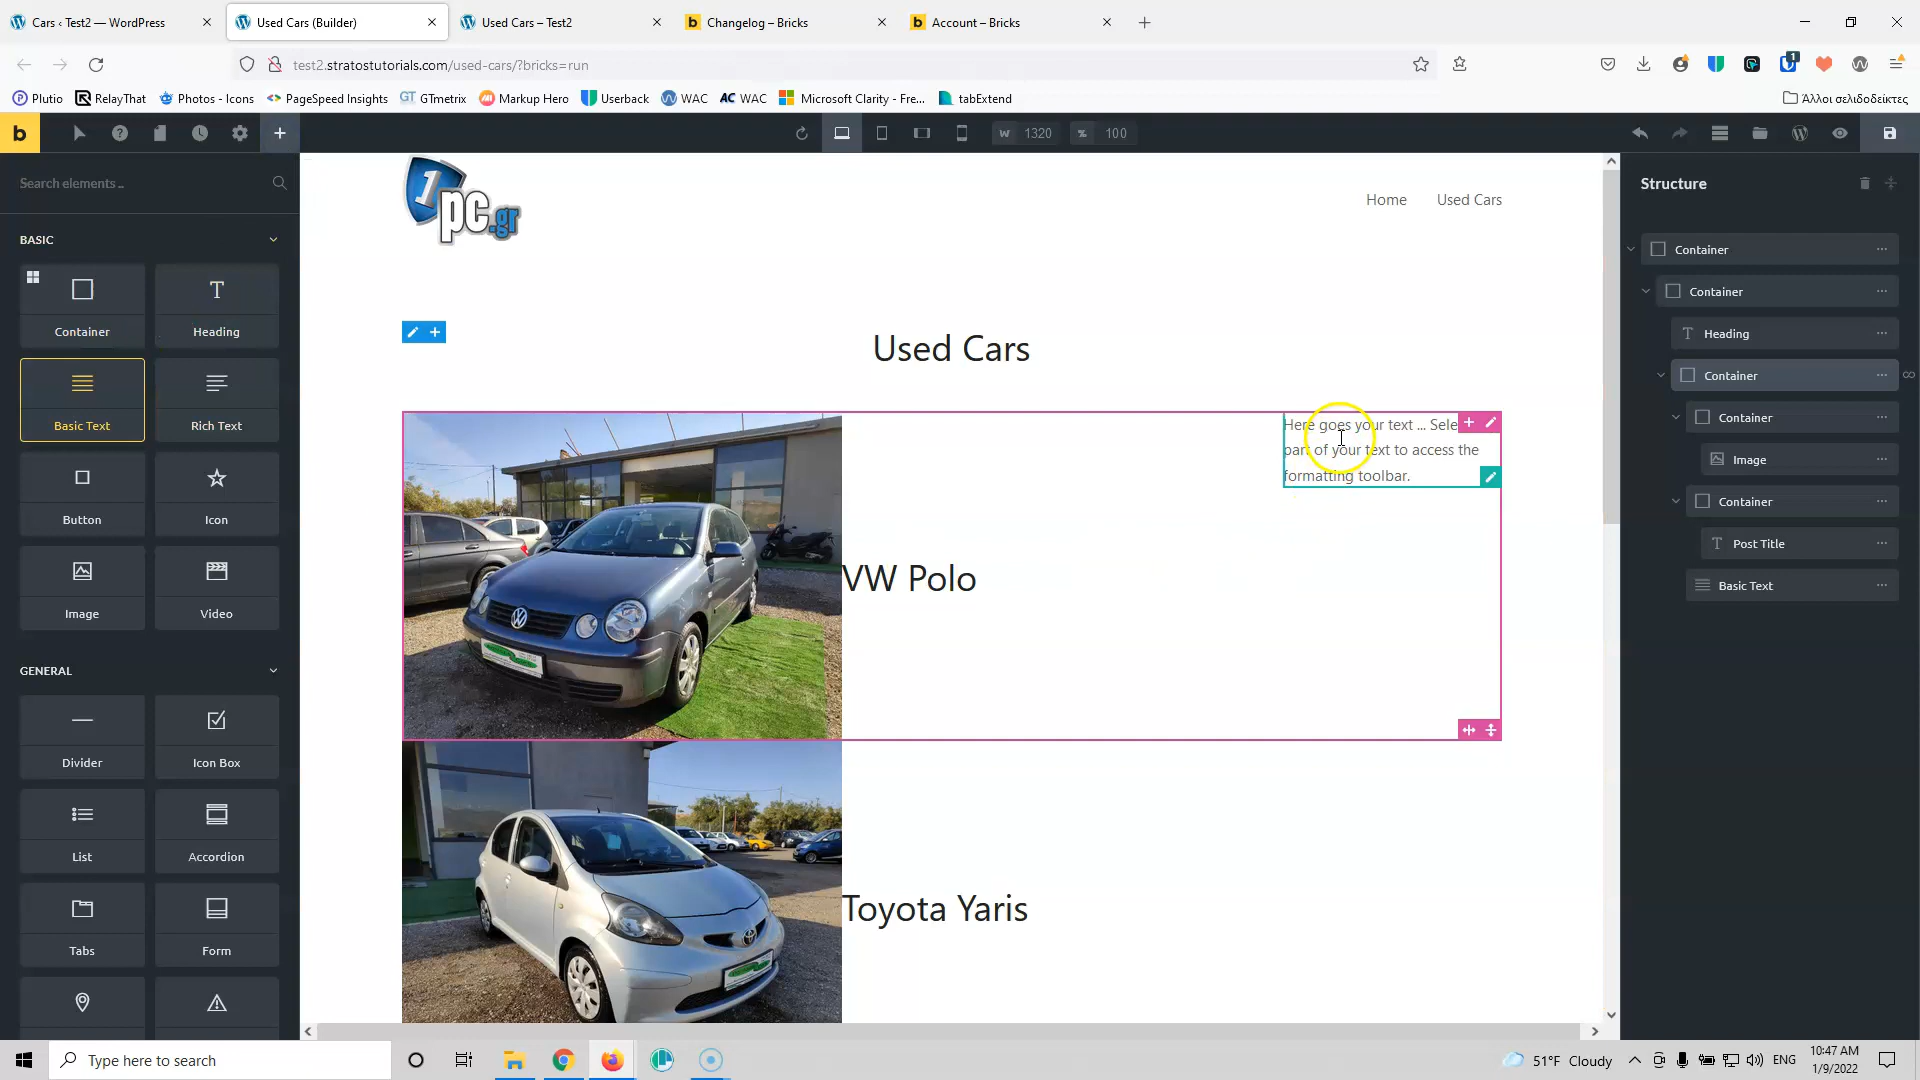 Cars ‹ Test2 — WordPress
Used Cars (Builder)
Used Cars – Test2
Changelog – Bricks
Account – Bricks
test2.stratostutorials.com/used-cars/?bricks=run
1
Plutio
RelayThat
Photos - Icons
PageSpeed Insights
GTmetrix
Markup Hero
Userback
WAC
AC WAC
Microsoft Clarity - Fre...
tabExtend
Άλλοι σελιδοδείκτες
b
W 1320
% 100
Search elements ..
BASIC
Container
Heading
Basic Text
Rich Text
Button
Icon
Image
Video
GENERAL
Divider
Icon Box
List
Accordion
Tabs
Form
1pc.gr
Home
Used Cars
Used Cars
Here goes your text ... Sele
part of your text to access the
formatting toolbar.
VW Polo
Toyota Yaris
Structure
Container
Container
Heading
Container
Container
Image
Container
Post Title
Basic Text
Type here to search
51°F Cloudy
ENG
10:47 AM
1/9/2022